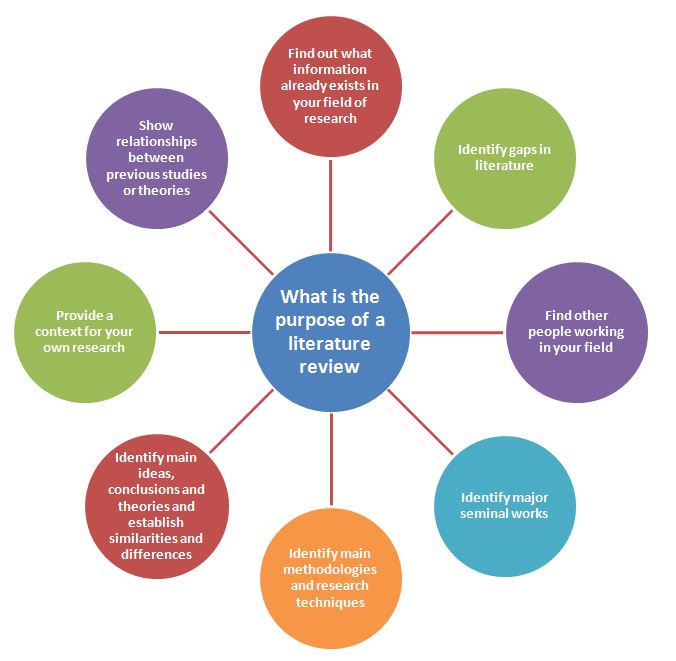 Find out what
information
already exists in
your field of
research
Identify gaps in
literature
Find other
people working
in your field
Identify major
seminal works
Identify main
methodologies
and research
techniques
Identify main
ideas,
conclusions and
theories and
establish
similarities and
differences
Provide a
context for your
own research
Show
relationships
between
previous studies
or theories
What is the
purpose of a
literature
review